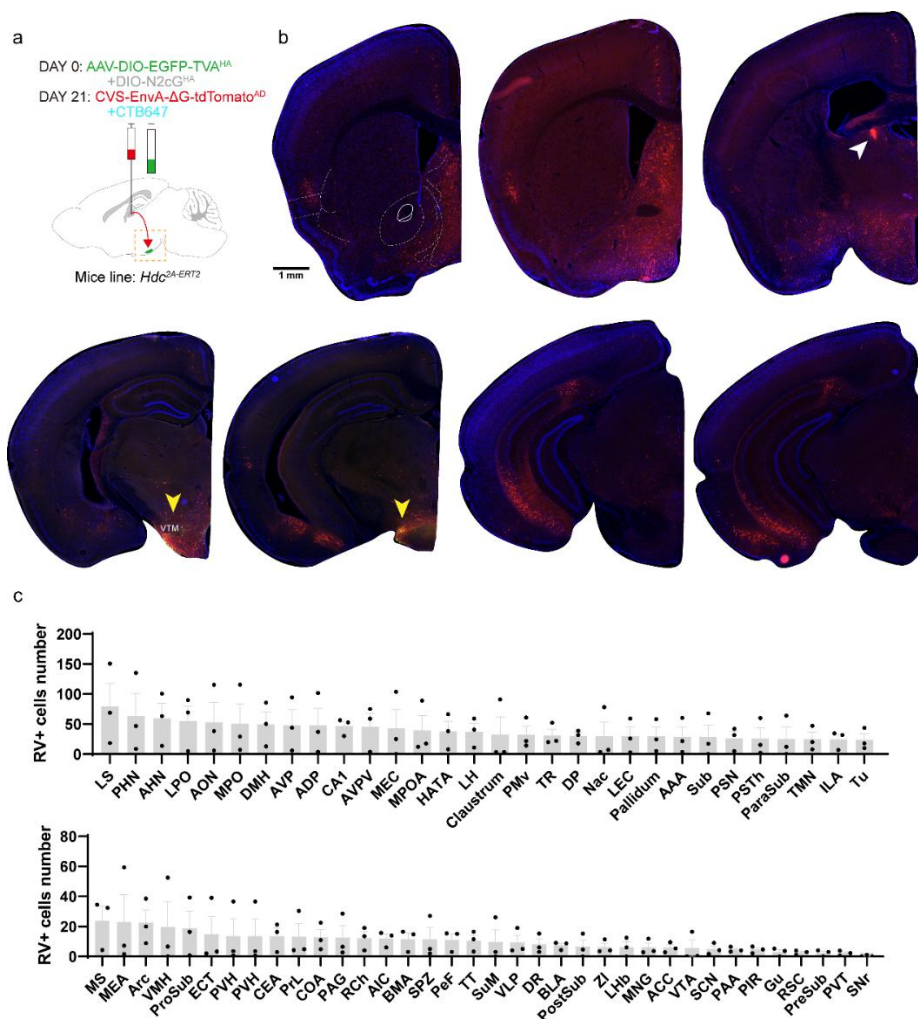 a
DAY 0: AAV-DIO-EGFP-TVAᴴᴬ
+DIO-N2cGᴴᴬ
DAY 21: CVS-EnvA-ΔG-tdTomatoᴬᴰ
+CTB647
Mice line: Hdc²ᴬ⁻ᴱᴿᵀ²
b
1 mm
VTM
c
RV+ cells number
200
150
100
50
0
LS PHN AHN LPO AON MPO DMH AVP ADP CA1 AVPV MEC MPOA HATA LH Claustrum PMv TR DP Nac LEC Pallidum AAA Sub PSN PSTh ParaSub TMN ILA Tu
RV+ cells number
80
60
40
20
0
MS MEA Arc VMH ProSub ECT PVH PVH CEA PrL COA PAG RCh AIC BMA SPZ PeF TT SuM VLP DR BLA PostSub ZI LHb MNG ACC VTA SCN PAA PIR Gu RSC PreSub PVT SNr